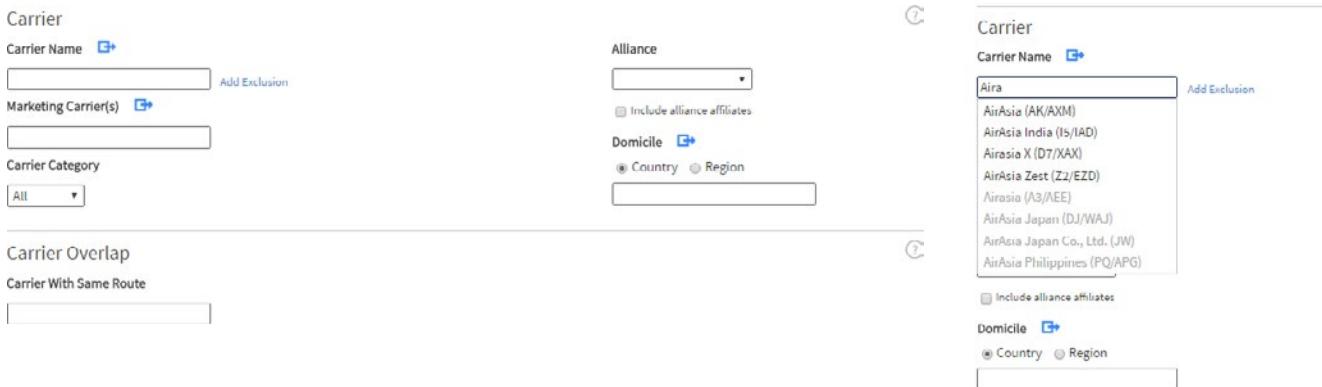 Carrier
Carrier Name
Add Exclusion
Marketing Carrier(s)
Carrier Category
All
Alliance
Include alliance affiliates
Domicile
Country Region
Carrier Overlap
Carrier With Same Route
Carrier
Carrier Name
Aira
Add Exclusion
AirAsia (AK/AXM)
AirAsia India (I5/IAD)
Airasia X (D7/XAX)
AirAsia Zest (Z2/EZD)
Airasia (A3/AEE)
AirAsia Japan (DJ/WAJ)
AirAsia Japan Co., Ltd. (JW)
AirAsia Philippines (PQ/APG)
Include alliance affiliates
Domicile
Country Region